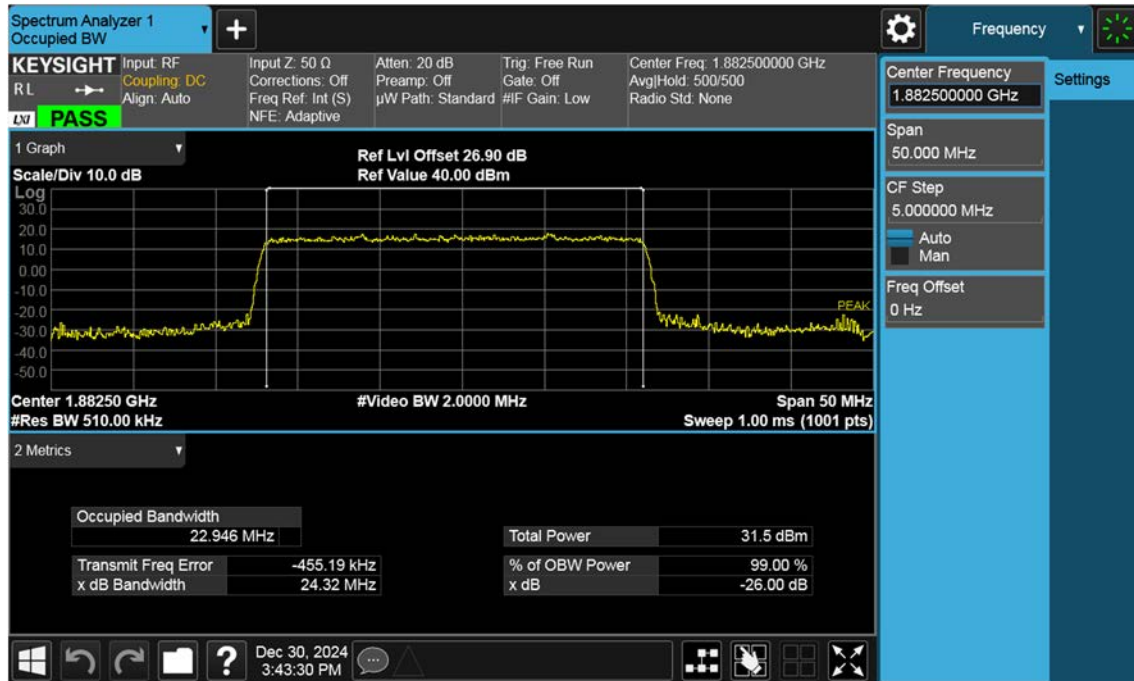 Spectrum Analyzer 1
Occupied BW
Frequency
KEYSIGHT
R L
LXI PASS
Input: RF
Coupling: DC
Align: Auto
Input Z: 50 Ω
Corrections: Off
Freq Ref: Int (S)
NFE: Adaptive
Atten: 20 dB
Preamp: Off
µW Path: Standard
Trig: Free Run
Gate: Off
#IF Gain: Low
Center Freq: 1.882500000 GHz
Avg|Hold: 500/500
Radio Std: None
Center Frequency
1.882500000 GHz
Settings
Span
50.000 MHz
CF Step
5.000000 MHz
Auto
Man
Freq Offset
0 Hz
1 Graph
Scale/Div 10.0 dB
Ref Lvl Offset 26.90 dB
Ref Value 40.00 dBm
Log
30.0
20.0
10.0
0.00
-10.0
-20.0
-30.0
-40.0
-50.0
PEAK
Center 1.88250 GHz
#Video BW 2.0000 MHz
Span 50 MHz
#Res BW 510.00 kHz
Sweep 1.00 ms (1001 pts)
2 Metrics
Occupied Bandwidth
22.946 MHz
Total Power 31.5 dBm
Transmit Freq Error -455.19 kHz
% of OBW Power 99.00 %
x dB Bandwidth 24.32 MHz
x dB -26.00 dB
?
Dec 30, 2024
3:43:30 PM